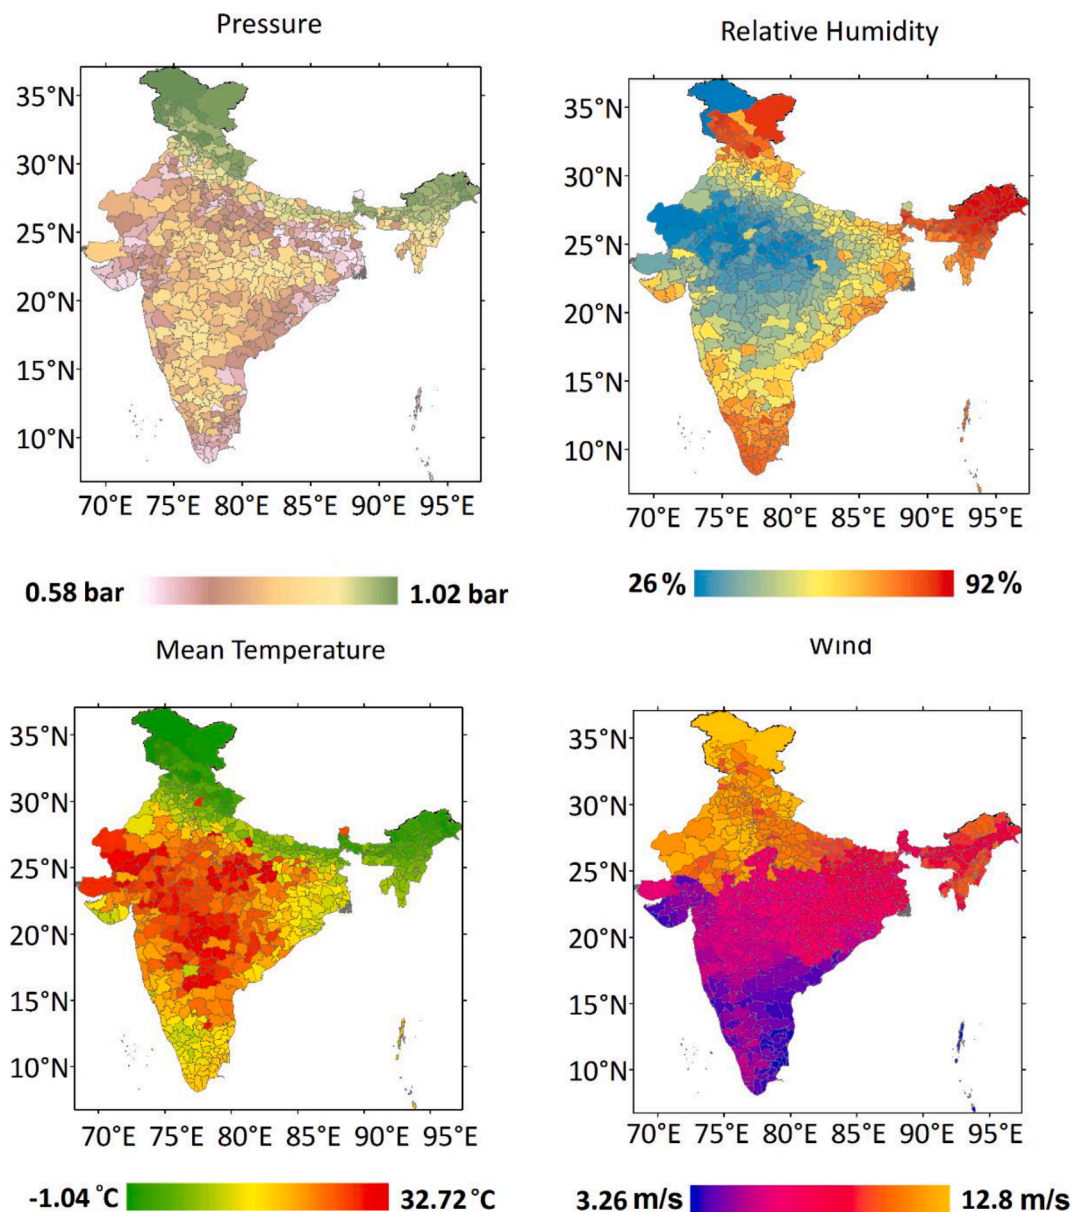 Pressure
Relative Humidity
35°N
30°N
25°N
20°N
15°N
10°N
70°E 75°E 80°E 85°E 90°E 95°E
35°N
30°N
25°N
20°N
15°N
10°N
70°E 75°E 80°E 85°E 90°E 95°E
0.58 bar 1.02 bar
26 % 92 %
Mean Temperature
Wind
35°N
30°N
25°N
20°N
15°N
10°N
70°E 75°E 80°E 85°E 90°E 95°E
35°N
30°N
25°N
20°N
15°N
10°N
70°E 75°E 80°E 85°E 90°E 95°E
-1.04 °C 32.72 °C
3.26 m/s 12.8 m/s